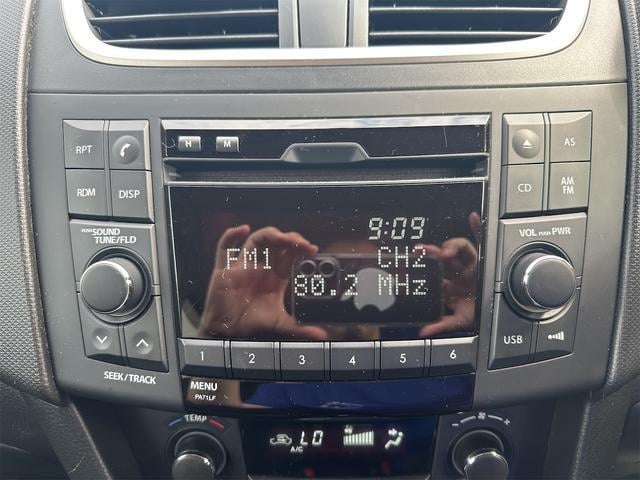 H M
RPT
RDM DISP
PUSH SOUND
TUNE/FLD
SEEK/TRACK
9:09
FM1 CH2
80.2 MHz
1 2 3 4 5 6
MENU
PA71LF
AS
CD AM
FM
VOL PUSH PWR
USB
TEMP
A/C LO
- +